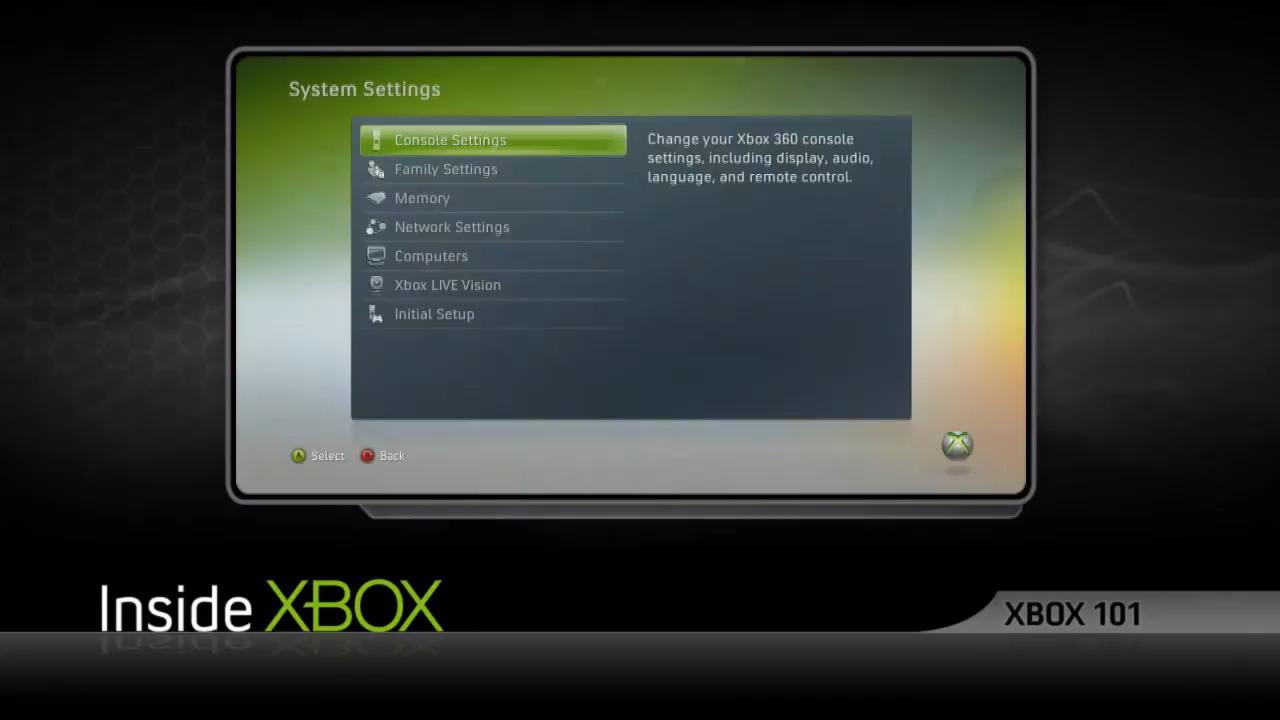 System Settings
Console Settings
Family Settings
Memory
Network Settings
Computers
Xbox LIVE Vision
Initial Setup
Change your Xbox 360 console
settings, including display, audio,
language, and remote control.
A Select B Back
Inside XBOX
XBOX 101